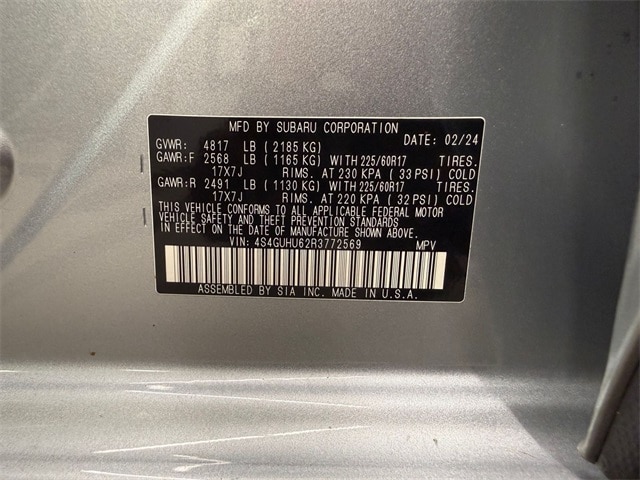 MFD BY SUBARU CORPORATION
DATE: 02/24
GVWR: 4817 LB (2185 KG)
GAWR:F 2568 LB (1165 KG) WITH 225/60R17 TIRES.
17X7J RIMS. AT 230 KPA (33 PSI) COLD
GAWR:R 2491 LB (1130 KG) WITH 225/60R17 TIRES.
17X7J RIMS. AT 220 KPA (32 PSI) COLD
THIS VEHICLE CONFORMS TO ALL APPLICABLE FEDERAL MOTOR
VEHICLE SAFETY AND THEFT PREVENTION STANDARDS
IN EFFECT ON THE DATE OF MANUFACTURE SHOWN ABOVE.
VIN: 4S4GUHU62R3772569 MPV
ASSEMBLED BY SIA INC. MADE IN U.S.A.